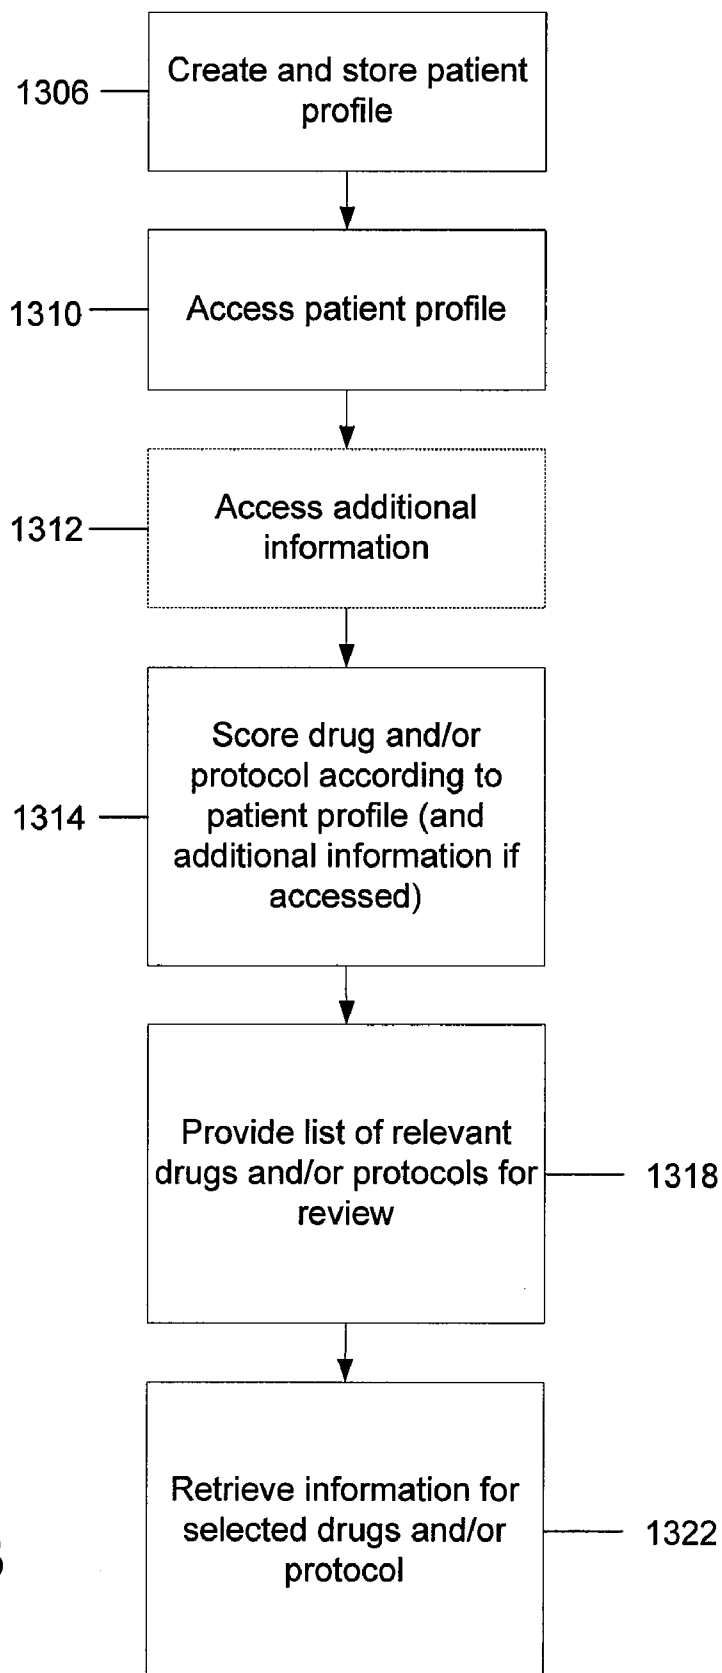 1306
Create and store patient
profile
1310
Access patient profile
1312
Access additional
information
1314
Score drug and/or
protocol according to
patient profile (and
additional information if
accessed)
Provide list of relevant
drugs and/or protocols for
review
1318
Retrieve information for
selected drugs and/or
protocol
1322